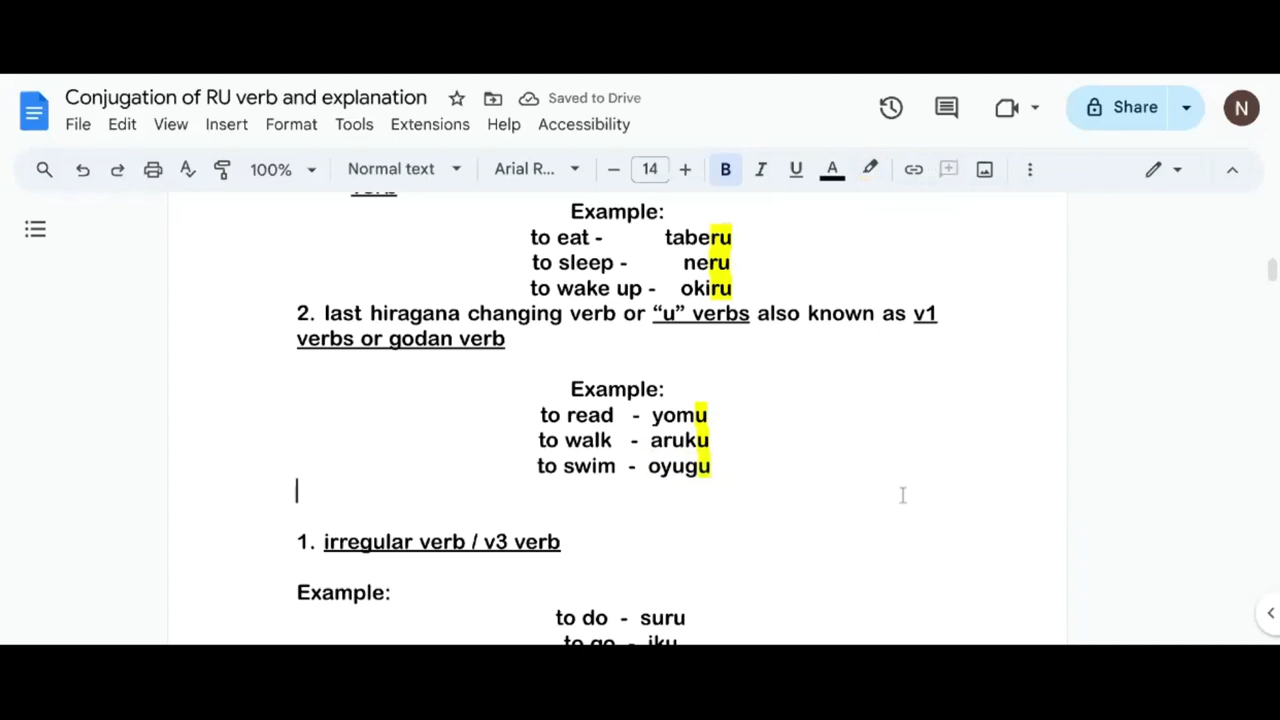 Conjugation of RU verb and explanation
Saved to Drive
Share
N
File Edit View Insert Format Tools Extensions Help Accessibility
100% Normal text Arial R... 14 B I U A
Example:
to eat - taberu
to sleep - neru
to wake up - okiru
2. last hiragana changing verb or “u” verbs also known as v1
verbs or godan verb
Example:
to read - yomu
to walk - aruku
to swim - oyugu
1. irregular verb / v3 verb
Example:
to do - suru
to go - iku